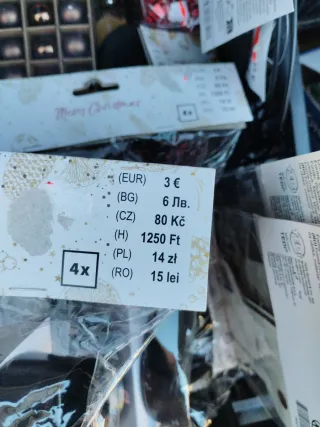 Merry Christmas
4x
(EUR) 3 €
(BG) 6 Лв.
(CZ) 80 Kč
(H) 1250 Ft
(PL) 14 zł
(RO) 15 lei
4x